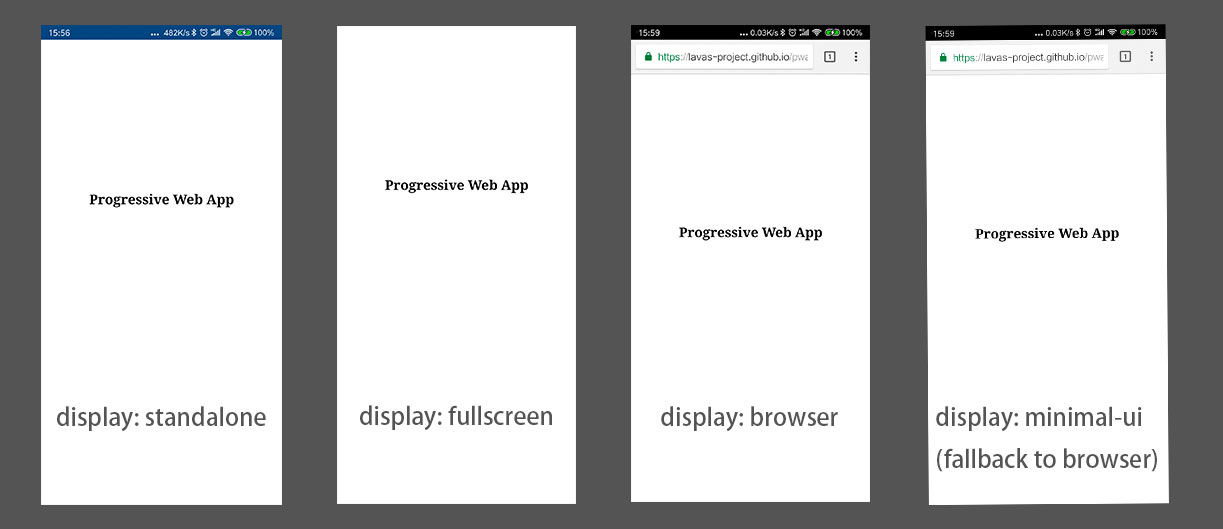 15:56 ... 482K/s 100%
Progressive Web App
display: standalone
Progressive Web App
display: fullscreen
15:59 ... 0.03K/s 100%
https://lavas-project.github.io/pwa 1
Progressive Web App
display: browser
15:59 ... 0.03K/s 100%
https://lavas-project.github.io/pwa 1
Progressive Web App
display: minimal-ui
(fallback to browser)